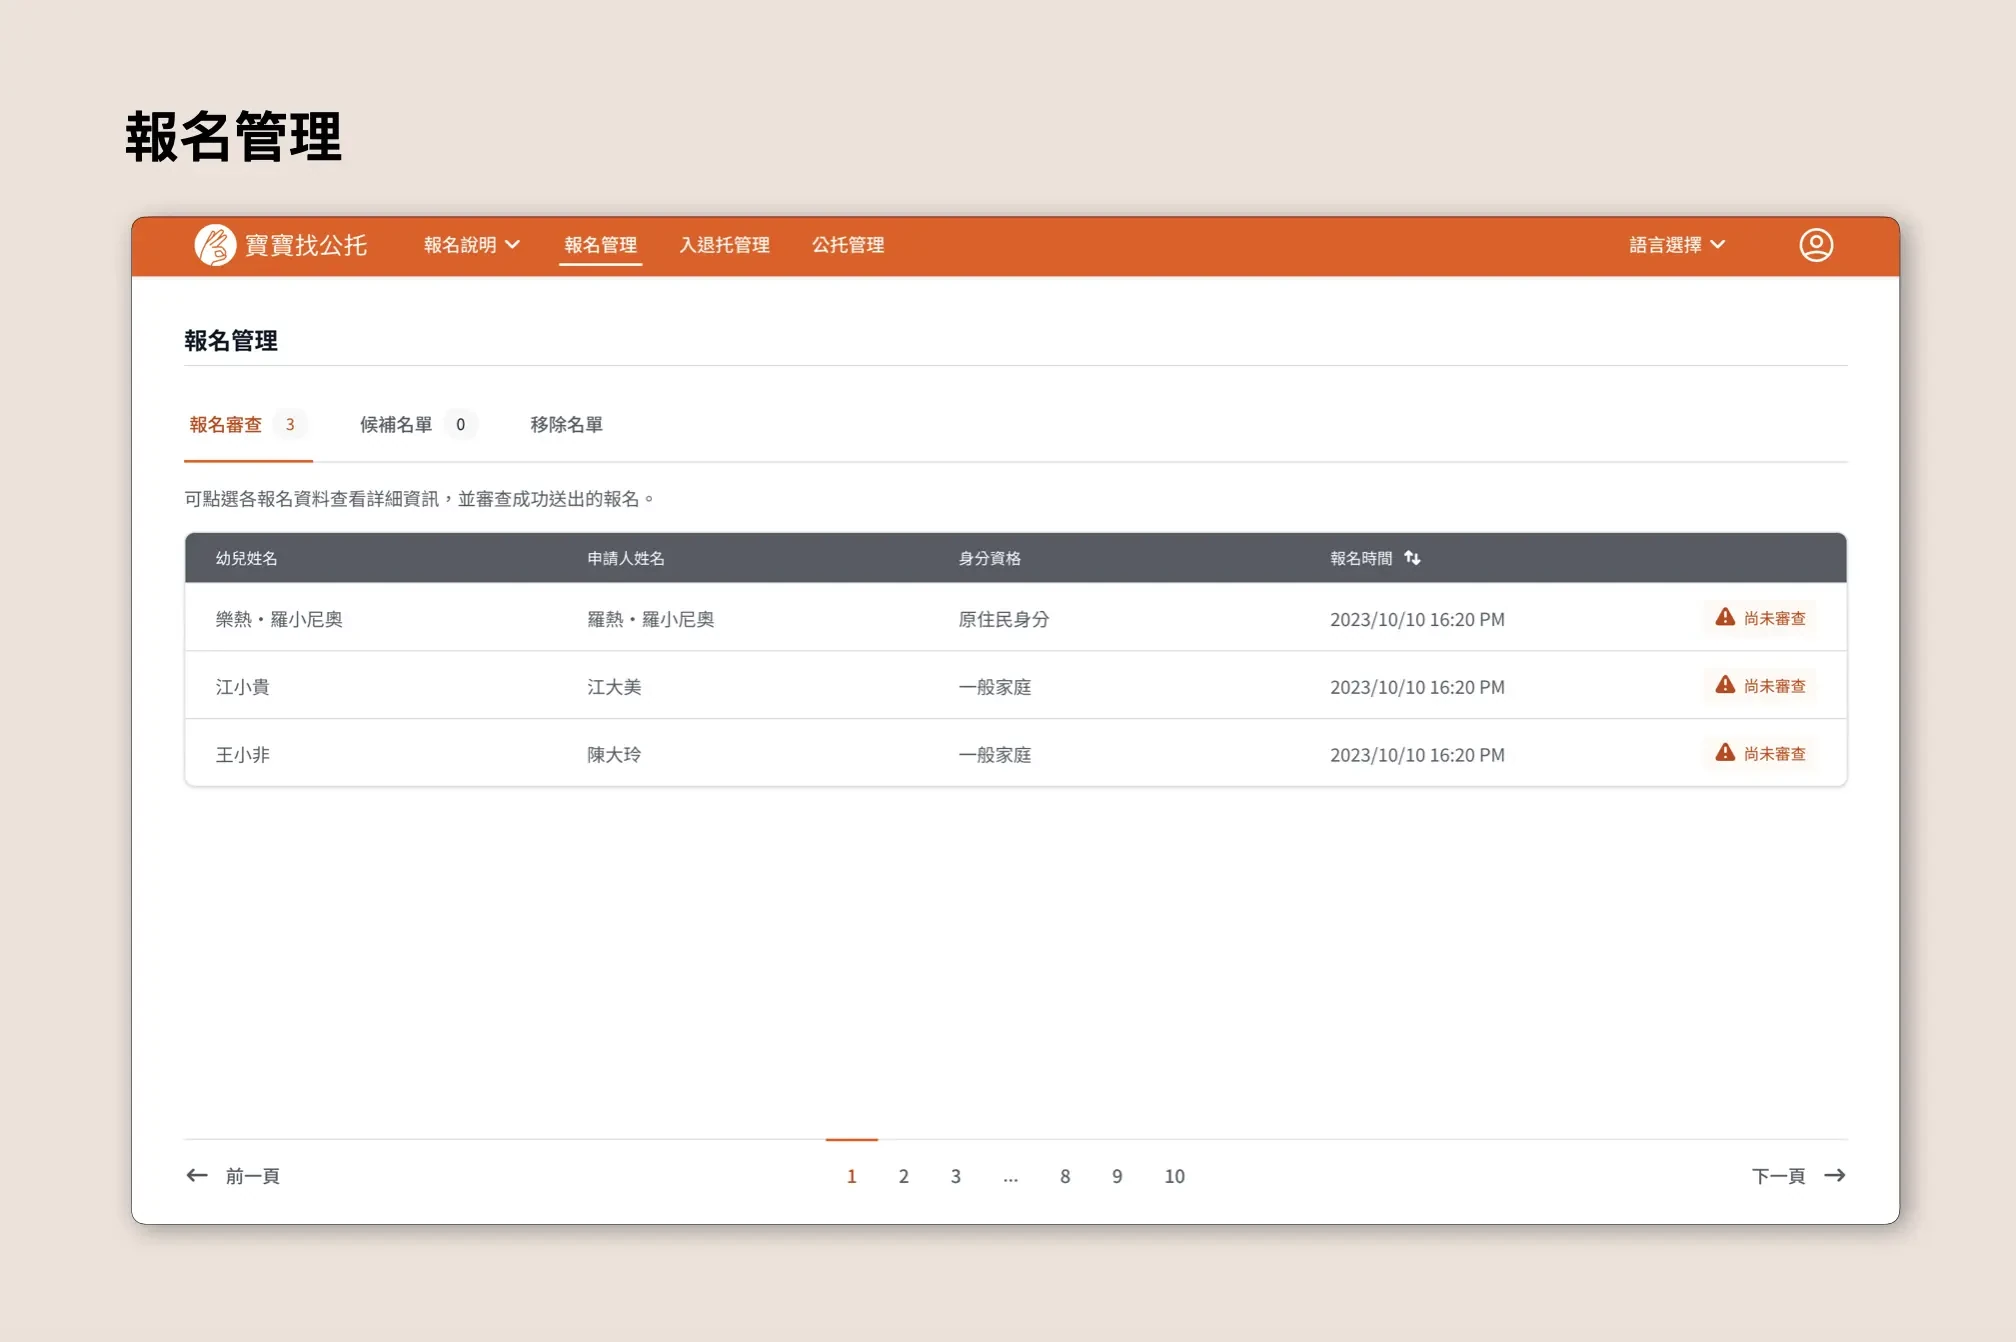 報名管理
寶寶找公托 報名說明 報名管理 入退托管理 公托管理 語言選擇
報名管理
報名審查 3 候補名單 0 移除名單
可點選各報名資料查看詳細資訊，並審查成功送出的報名。
幼兒姓名 申請人姓名 身分資格 報名時間
樂熱・羅小尼奧 羅熱・羅小尼奧 原住民身分 2023/10/10 16:20 PM 尚未審查
江小貴 江大美 一般家庭 2023/10/10 16:20 PM 尚未審查
王小非 陳大玲 一般家庭 2023/10/10 16:20 PM 尚未審查
前一頁 1 2 3 ... 8 9 10 下一頁